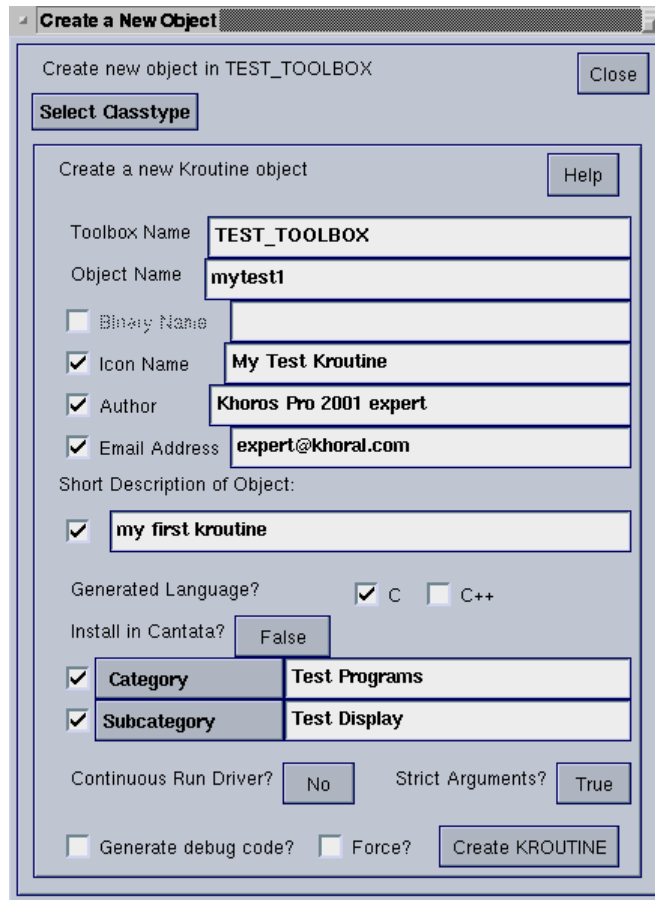 Create a New Object
Create new object in TEST_TOOLBOX
Close
Select Classtype
Create a new Kroutine object
Help
Toolbox Name TEST_TOOLBOX
Object Name mytest1
Binary Name
Icon Name My Test Kroutine
Author Khoros Pro 2001 expert
Email Address expert@khoral.com
Short Description of Object:
my first kroutine
Generated Language? C C++
Install in Cantata? False
Category Test Programs
Subcategory Test Display
Continuous Run Driver? No Strict Arguments? True
Generate debug code? Force? Create KROUTINE